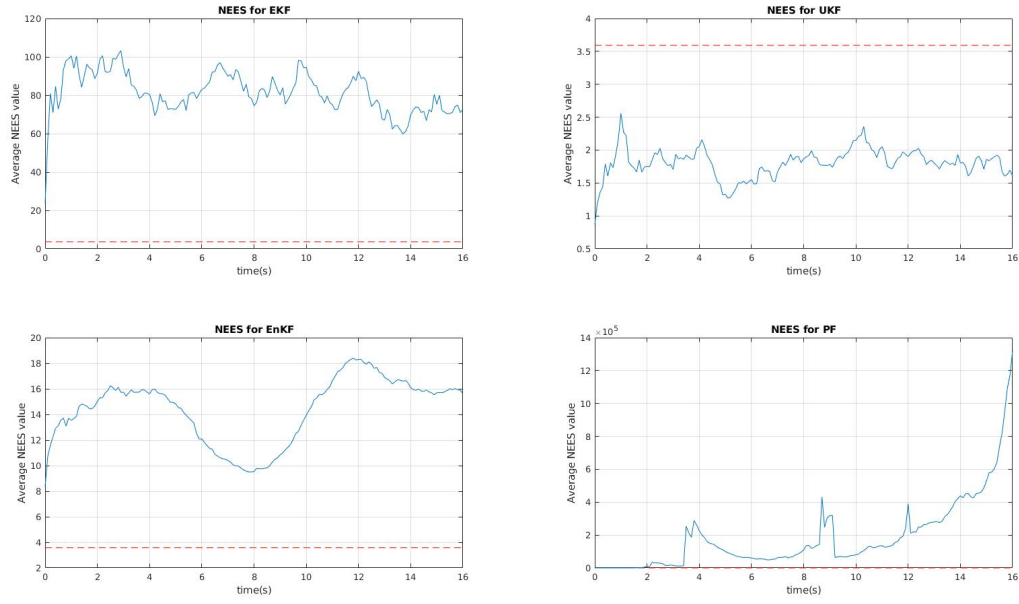 NEES for EKF
120
100
80
60
40
20
0
Average NEES value
0 2 4 6 8 10 12 14 16
time(s)
NEES for UKF
4
3.5
3
2.5
2
1.5
1
0.5
Average NEES value
0 2 4 6 8 10 12 14 16
time(s)
NEES for EnKF
20
18
16
14
12
10
8
6
4
2
Average NEES value
0 2 4 6 8 10 12 14 16
time(s)
NEES for PF
×10^5
14
12
10
8
6
4
2
0
Average NEES value
0 2 4 6 8 10 12 14 16
time(s)